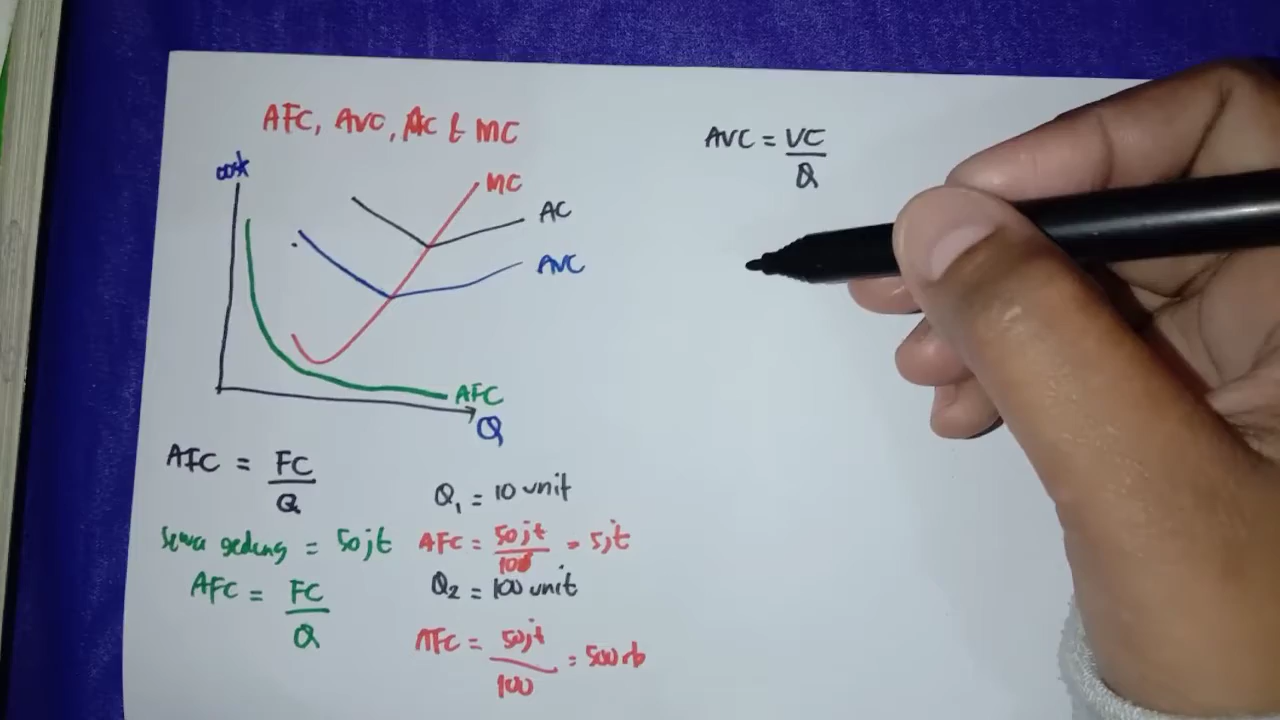 AFC, AVC, AC & MC
cost
MC
AC
AVC
AFC
Q
AFC = FC
Q
Sewa gedung = 50jt
AFC = FC
Q
Q1 = 10 unit
AFC = 50jt = 5jt
10
Q2 = 100 unit
AFC = 50jt = 500rb
100
AVC = VC
Q